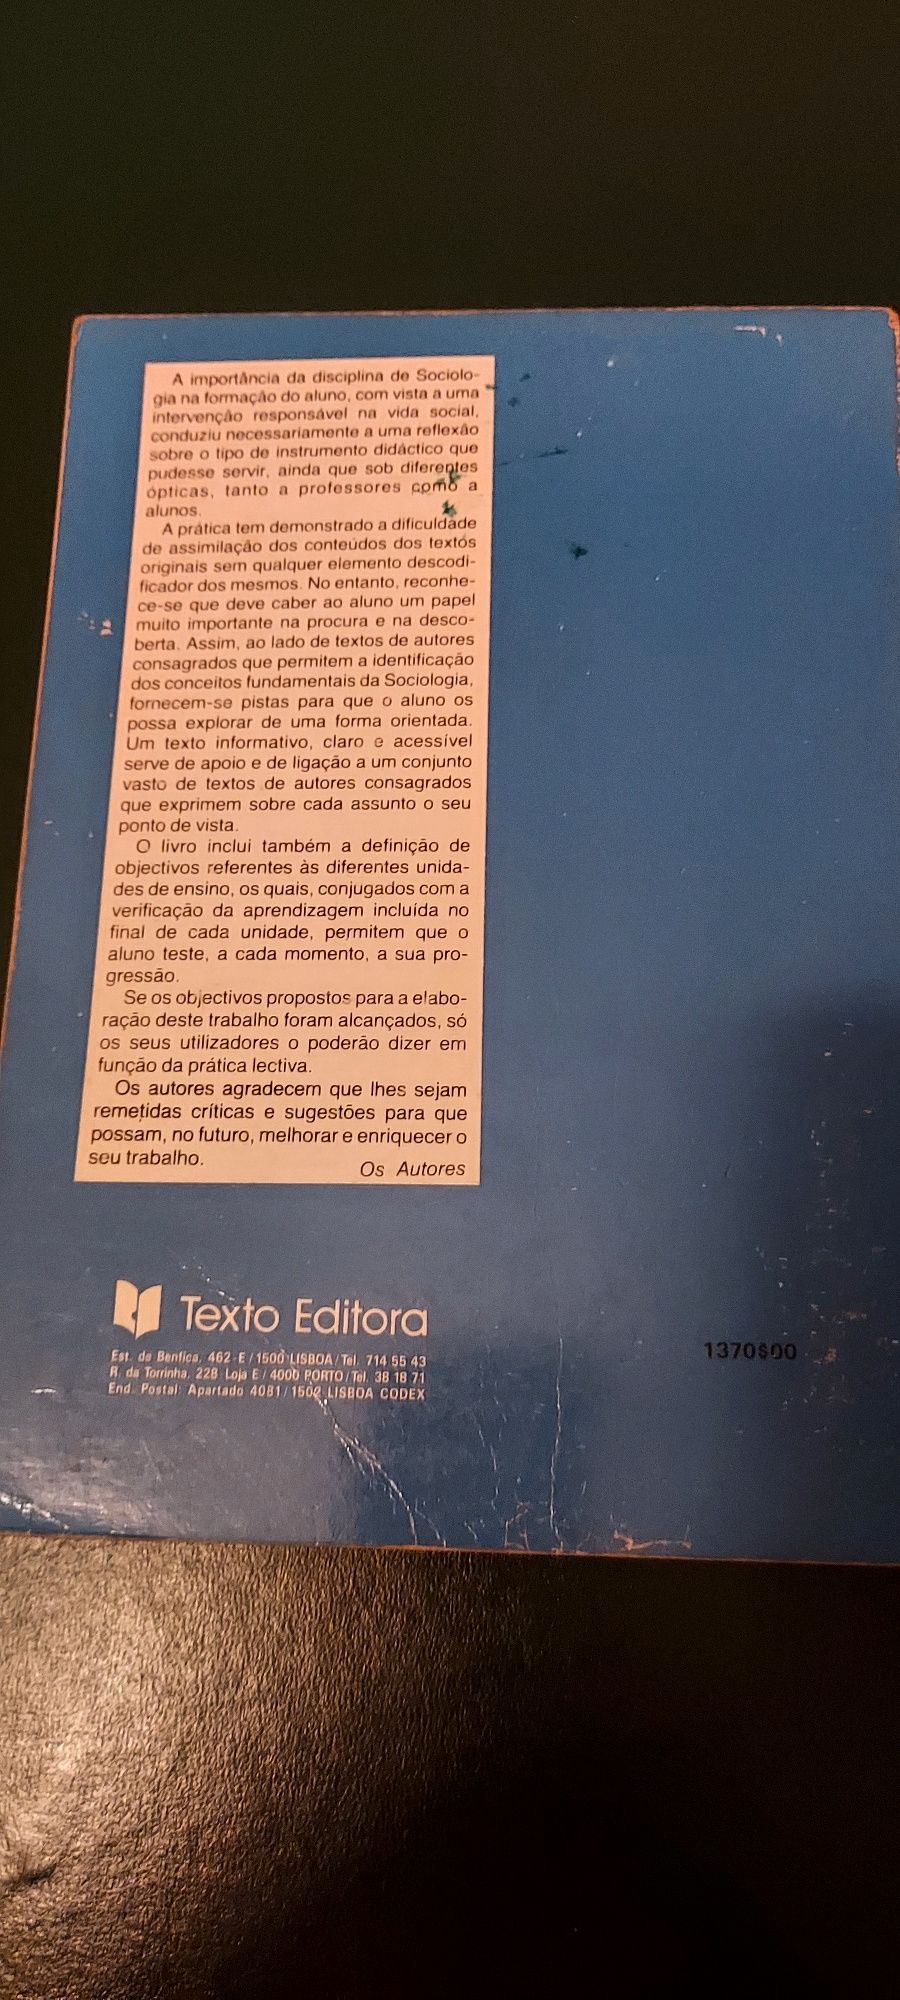 A importância da disciplina de Sociolo-
gia na formação do aluno, com vista a uma
intervenção responsável na vida social,
conduziu necessariamente a uma reflexão
sobre o tipo de instrumento didáctico que
pudesse servir, ainda que sob diferentes
ópticas, tanto a professores como a
alunos.
A prática tem demonstrado a dificuldade
de assimilação dos conteúdos dos textos
originais sem qualquer elemento descodi-
ficador dos mesmos. No entanto, reconhe-
ce-se que deve caber ao aluno um papel
muito importante na procura e na desco-
berta. Assim, ao lado de textos de autores
consagrados que permitem a identificação
dos conceitos fundamentais da Sociologia,
fornecem-se pistas para que o aluno os
possa explorar de uma forma orientada.
Um texto informativo, claro e acessível
serve de apoio e de ligação a um conjunto
vasto de textos de autores consagrados
que exprimem sobre cada assunto o seu
ponto de vista.
O livro inclui também a definição de
objectivos referentes às diferentes unida-
des de ensino, os quais, conjugados com a
verificação da aprendizagem incluída no
final de cada unidade, permitem que o
aluno teste, a cada momento, a sua pro-
gressão.
Se os objectivos propostos para a elabo-
ração deste trabalho foram alcançados, só
os seus utilizadores o poderão dizer em
função da prática lectiva.
Os autores agradecem que lhes sejam
remetidas críticas e sugestões para que
possam, no futuro, melhorar e enriquecer o
seu trabalho.
Os Autores
Texto Editora
Est. de Benfica, 462-E / 1500 LISBOA / Tel. 714 55 43
R. da Torrinha, 228 Loja E / 4000 PORTO / Tel. 38 18 71
End. Postal: Apartado 4081 / 1502 LISBOA CODEX
1370$00